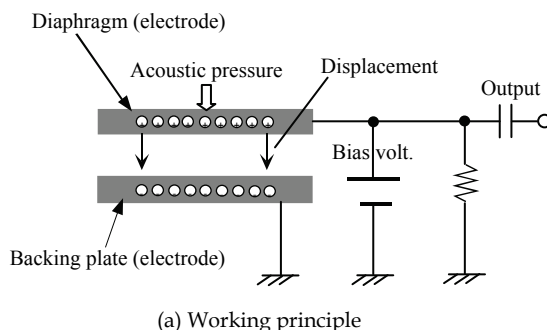 Diaphragm (electrode)
Acoustic pressure
Displacement
Output
Bias volt.
Backing plate (electrode)
(a) Working principle